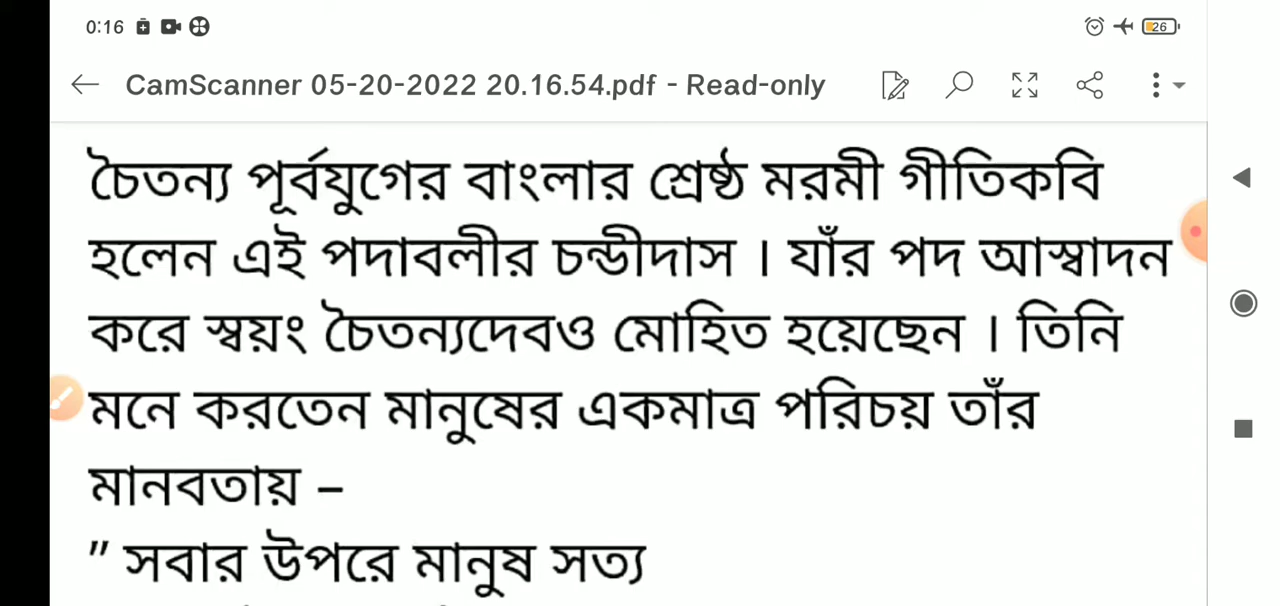 0:16
26
CamScanner 05-20-2022 20.16.54.pdf - Read-only
চৈতন্য পূর্বযুগের বাংলার শ্রেষ্ঠ মরমী গীতিকবি
হলেন এই পদাবলীর চন্ডীদাস । যাঁর পদ আস্বাদন
করে স্বয়ং চৈতন্যদেবও মোহিত হয়েছেন । তিনি
মনে করতেন মানুষের একমাত্র পরিচয় তাঁর
মানবতায় –
" সবার উপরে মানুষ সত্য